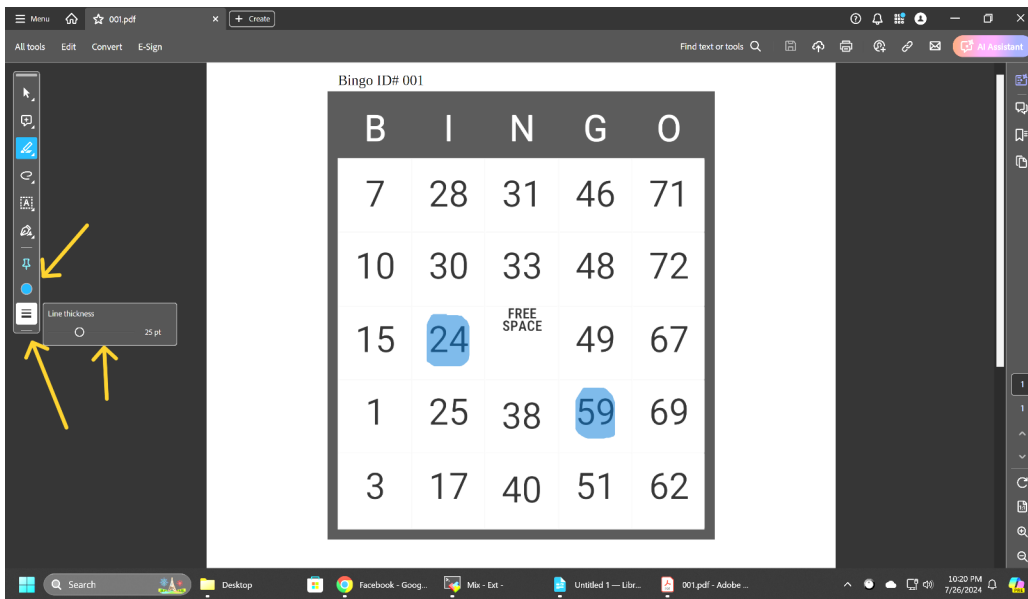 Menu
001.pdf
× + Create
All tools Edit Convert E-Sign
Find text or tools
AI Assistant
Bingo ID# 001
B I N G O
7 28 31 46 71
10 30 33 48 72
FREE
SPACE
15 24 49 67
1 25 38 59 69
3 17 40 51 62
Line thickness
25 pt
1
1
Search
Desktop
Facebook - Goog...
Mix - Ext -
Untitled 1 — Libr...
001.pdf - Adobe ...
10:20 PM
7/26/2024